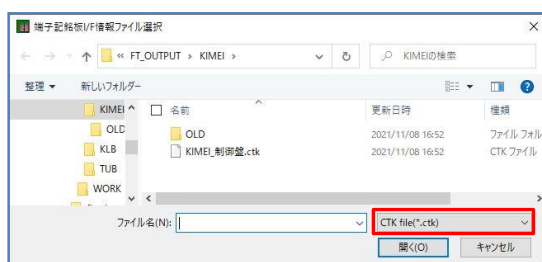 端子記銘板I/F情報ファイル選択
« FT_OUTPUT › KIMEI ›
KIMEIの検索
整理 新しいフォルダー
名前 更新日時 種類
KIMEI
OLD
KLB
TUB
WORK
OLD 2021/11/08 16:52 ファイル フォル
KIMEI_制御盤.ctk 2021/11/08 16:52 CTK ファイル
ファイル名(N): CTK file(*.ctk)
開く(O) キャンセル